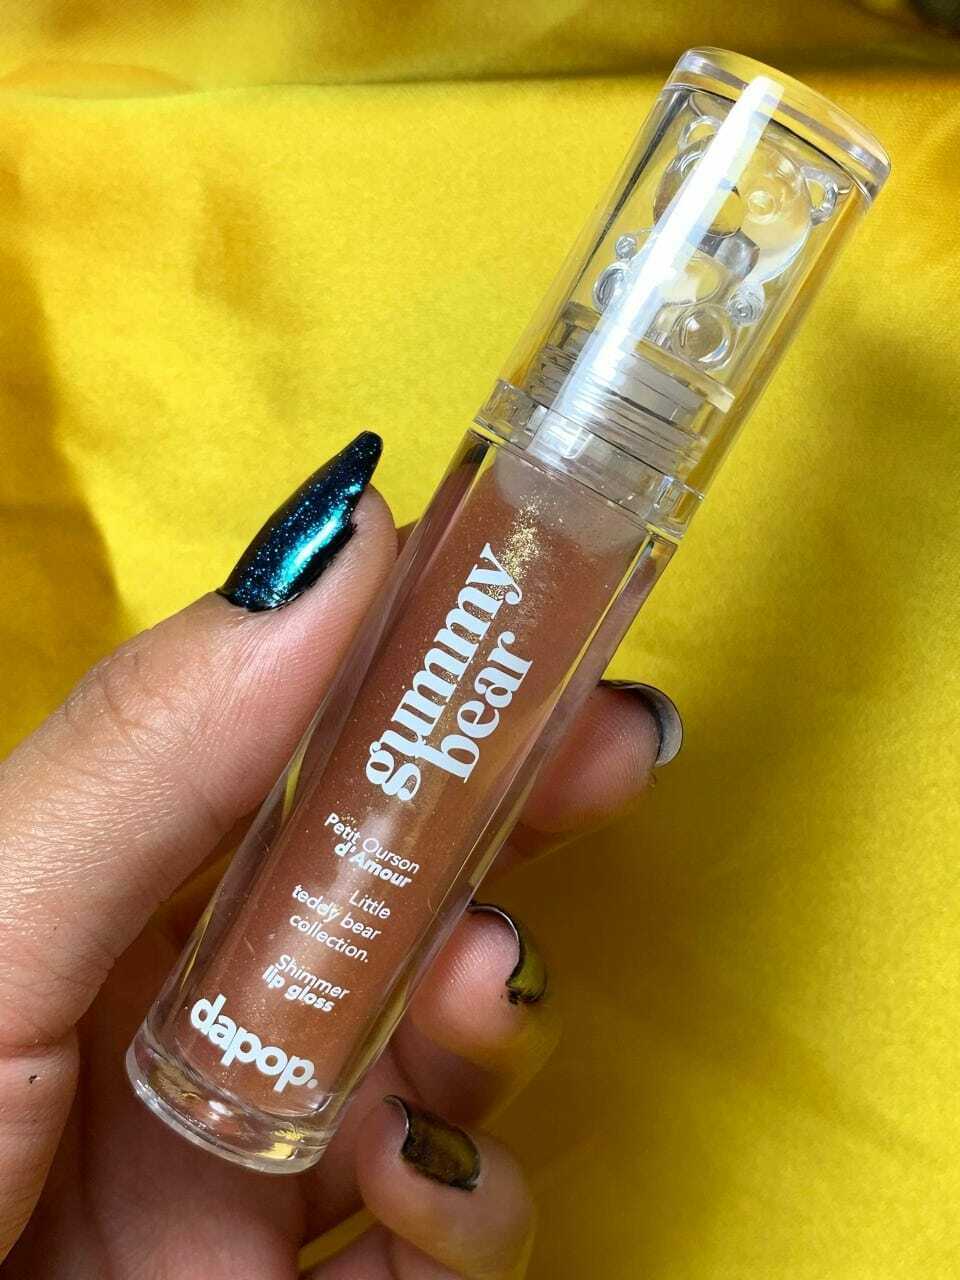 gummy
bear
Petit Ourson
d'Amour
Little
teddy bear
collection.
Shimmer
lip gloss
dapop.